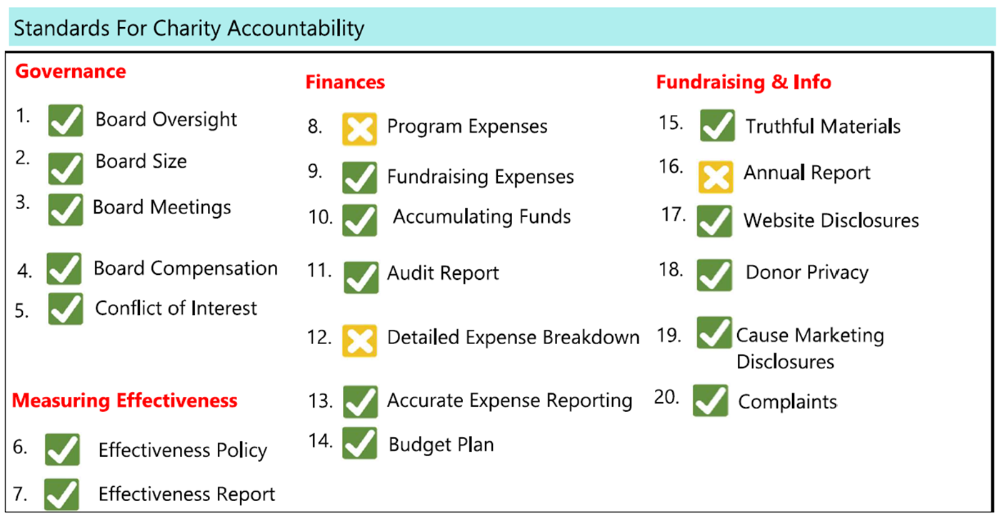 Standards For Charity Accountability
Governance
1. Board Oversight
2. Board Size
3. Board Meetings
4. Board Compensation
5. Conflict of Interest
Measuring Effectiveness
6. Effectiveness Policy
7. Effectiveness Report
Finances
8. Program Expenses
9. Fundraising Expenses
10. Accumulating Funds
11. Audit Report
12. Detailed Expense Breakdown
13. Accurate Expense Reporting
14. Budget Plan
Fundraising & Info
15. Truthful Materials
16. Annual Report
17. Website Disclosures
18. Donor Privacy
19. Cause Marketing
Disclosures
20. Complaints